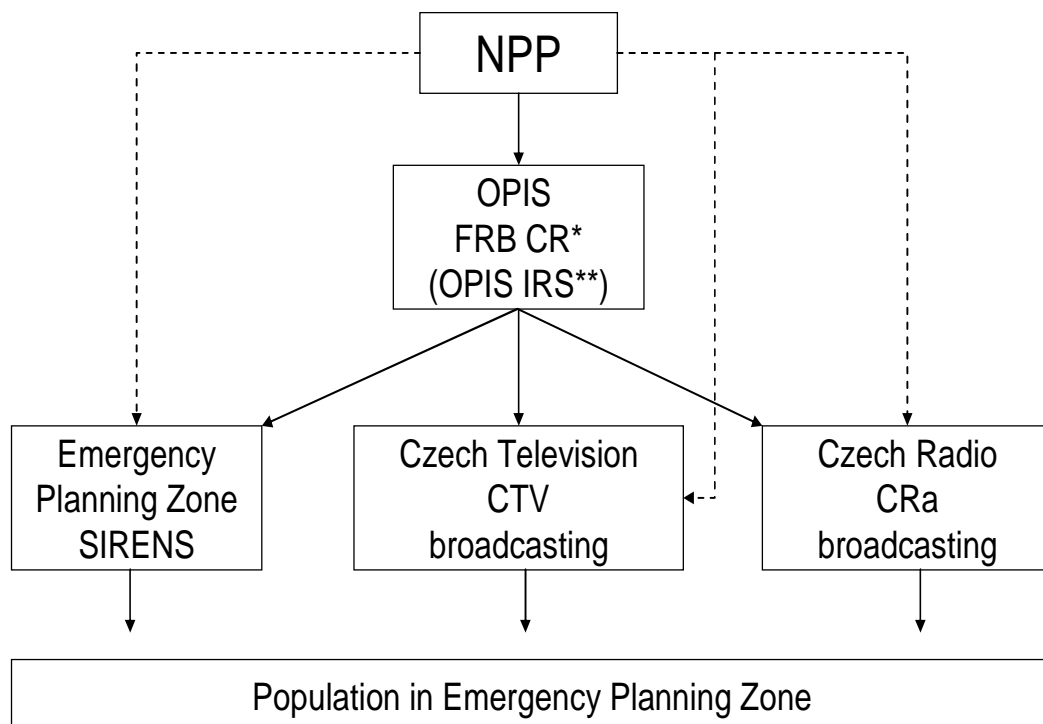 NPP
OPIS
FRB CR*
(OPIS IRS**)
Emergency
Planning Zone
SIRENS
Czech Television
CTV
broadcasting
Czech Radio
CRa
broadcasting
Population in Emergency Planning Zone